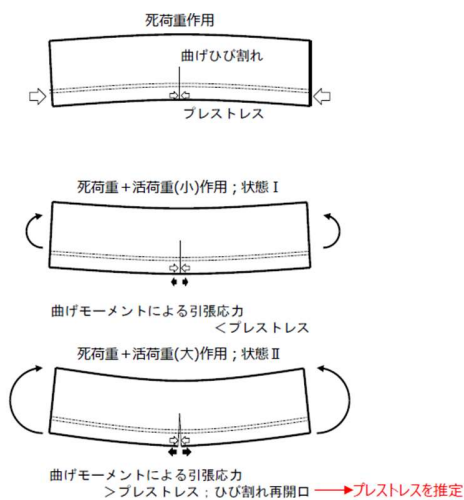 死荷重作用
曲げひび割れ
プレストレス
死荷重+活荷重(小)作用;状態Ⅰ
曲げモーメントによる引張応力
<プレストレス
死荷重+活荷重(大)作用;状態Ⅱ
曲げモーメントによる引張応力
>プレストレス;ひび割れ再開口 プレストレスを推定